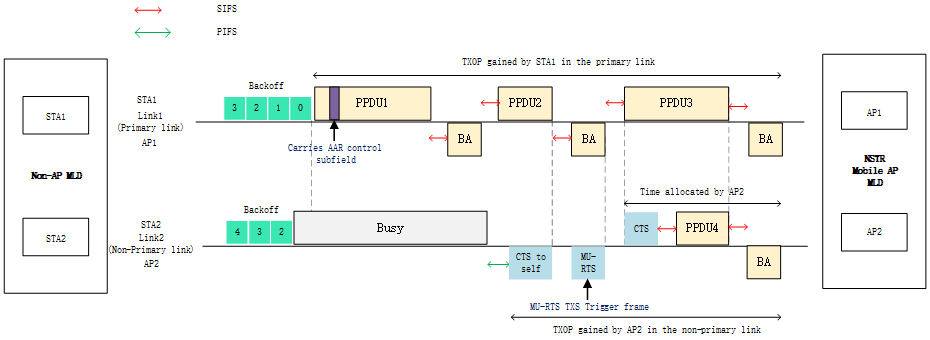 SIFS
PIFS
TXOP gained by STA1 in the primary link
Backoff
STA1
Link1
(Primary link)
AP1
3 2 1 0
PPDU1
PPDU2
PPDU3
STA1
AP1
BA
BA
BA
Carries AAR control
subfield
Non-AP MLD
NSTR
Mobile AP
MLD
Time allocated by AP2
Backoff
STA2
Link2
(Non-Primary link)
AP2
4 3 2
Busy
CTS
PPDU4
STA2
AP2
CTS to
self
MU-
RTS
BA
MU-RTS TXS Trigger frame
TXOP gained by AP2 in the non-primary link